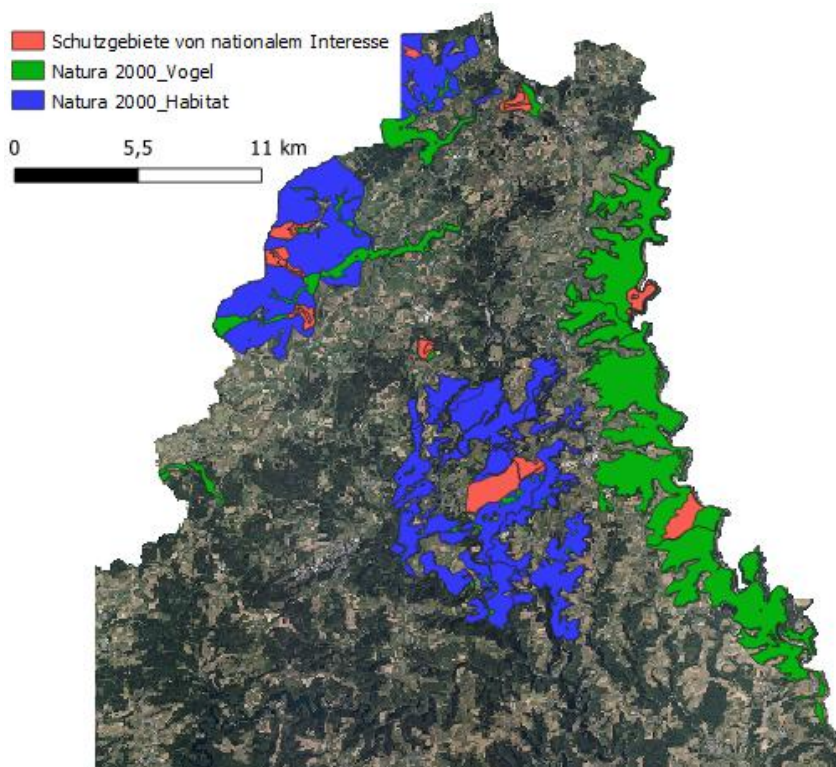 Schutzgebiete von nationalem Interesse
Natura 2000_Vogel
Natura 2000_Habitat
0 5,5 11 km